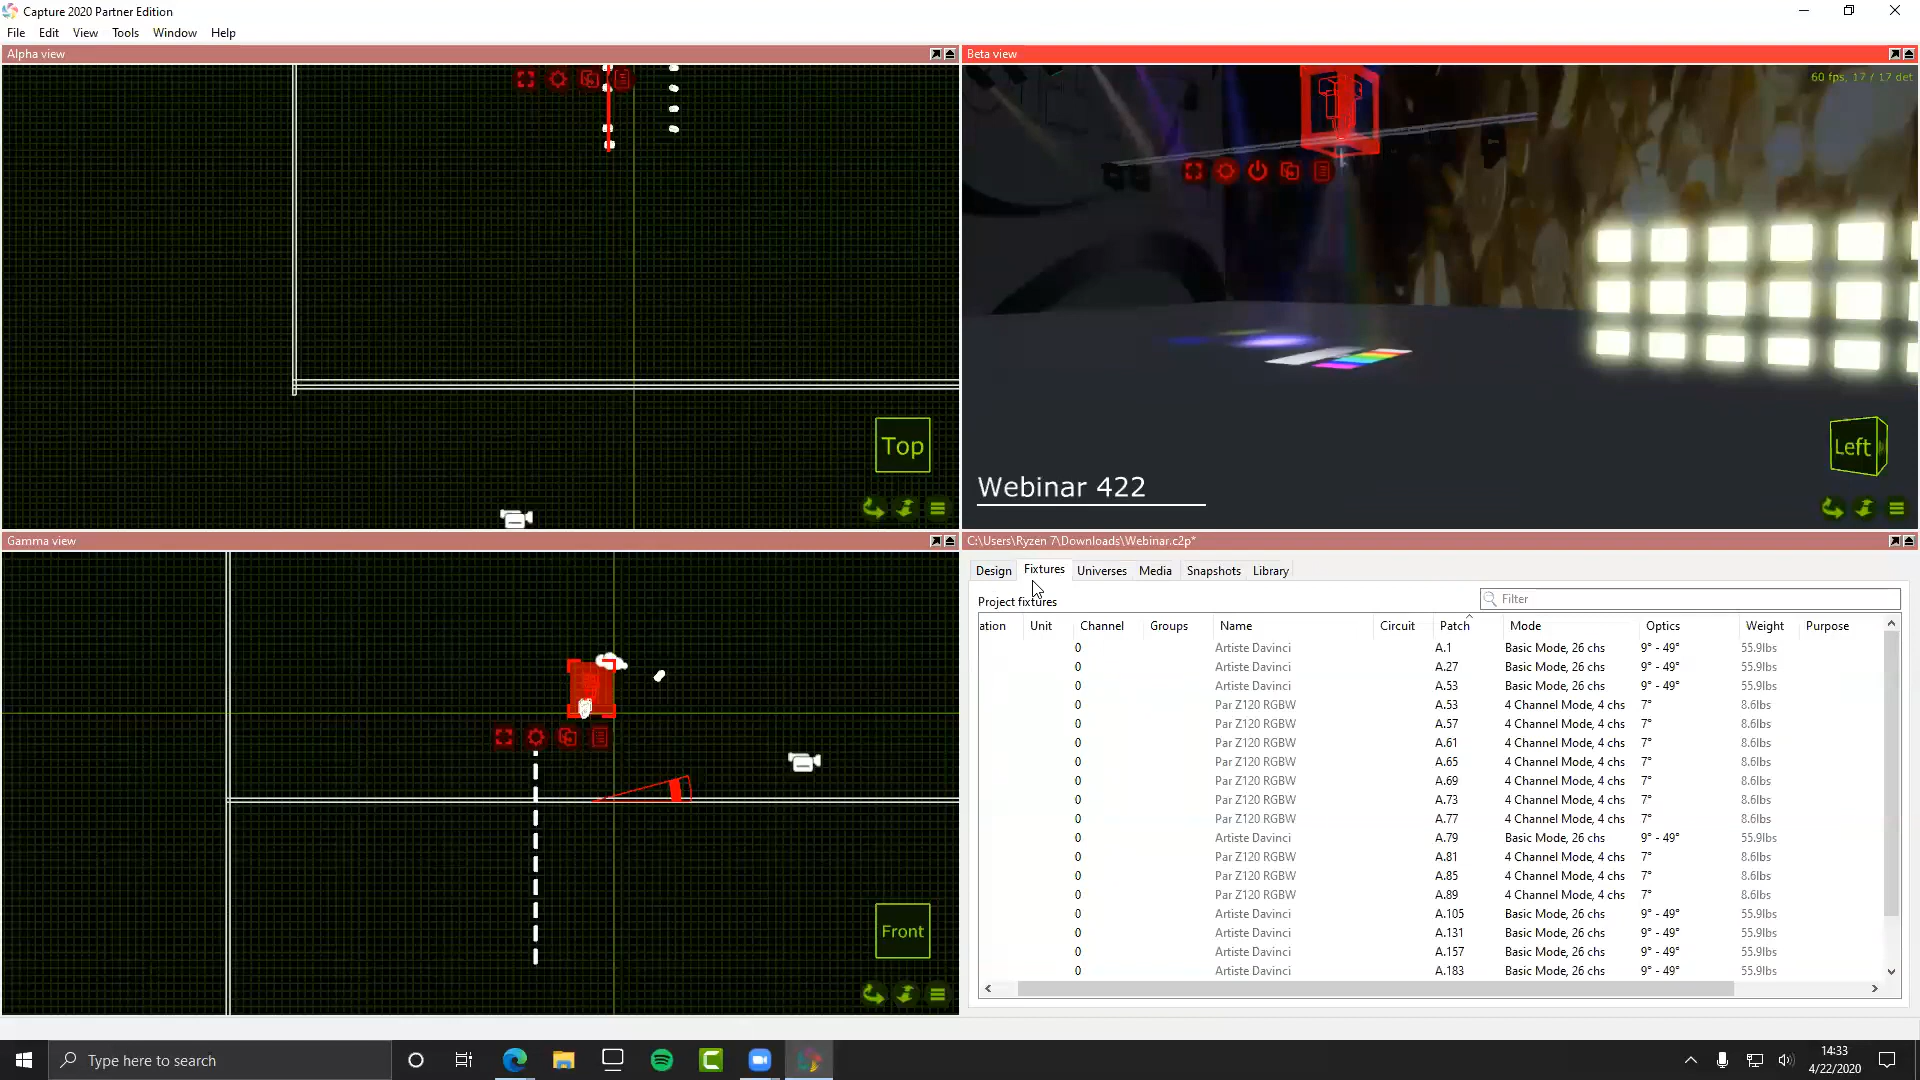 Capture 2020 Partner Edition
File Edit View Tools Window Help
Alpha view
Top
Beta view
60 fps, 17 / 17 det
Left
Webinar 422
Gamma view
Front
C:\Users\Ryzen 7\Downloads\Webinar.c2p*
Design Fixtures Universes Media Snapshots Library
Project fixtures
Filter
ation Unit Channel Groups Name Circuit Patch Mode Optics Weight Purpose
0 Artiste Davinci A.1 Basic Mode, 26 chs 9° - 49° 55.9lbs
0 Artiste Davinci A.27 Basic Mode, 26 chs 9° - 49° 55.9lbs
0 Artiste Davinci A.53 Basic Mode, 26 chs 9° - 49° 55.9lbs
0 Par Z120 RGBW A.53 4 Channel Mode, 4 chs 7° 8.6lbs
0 Par Z120 RGBW A.57 4 Channel Mode, 4 chs 7° 8.6lbs
0 Par Z120 RGBW A.61 4 Channel Mode, 4 chs 7° 8.6lbs
0 Par Z120 RGBW A.65 4 Channel Mode, 4 chs 7° 8.6lbs
0 Par Z120 RGBW A.69 4 Channel Mode, 4 chs 7° 8.6lbs
0 Par Z120 RGBW A.73 4 Channel Mode, 4 chs 7° 8.6lbs
0 Par Z120 RGBW A.77 4 Channel Mode, 4 chs 7° 8.6lbs
0 Artiste Davinci A.79 Basic Mode, 26 chs 9° - 49° 55.9lbs
0 Par Z120 RGBW A.81 4 Channel Mode, 4 chs 7° 8.6lbs
0 Par Z120 RGBW A.85 4 Channel Mode, 4 chs 7° 8.6lbs
0 Par Z120 RGBW A.89 4 Channel Mode, 4 chs 7° 8.6lbs
0 Artiste Davinci A.105 Basic Mode, 26 chs 9° - 49° 55.9lbs
0 Artiste Davinci A.131 Basic Mode, 26 chs 9° - 49° 55.9lbs
0 Artiste Davinci A.157 Basic Mode, 26 chs 9° - 49° 55.9lbs
0 Artiste Davinci A.183 Basic Mode, 26 chs 9° - 49° 55.9lbs
Type here to search
14:33
4/22/2020